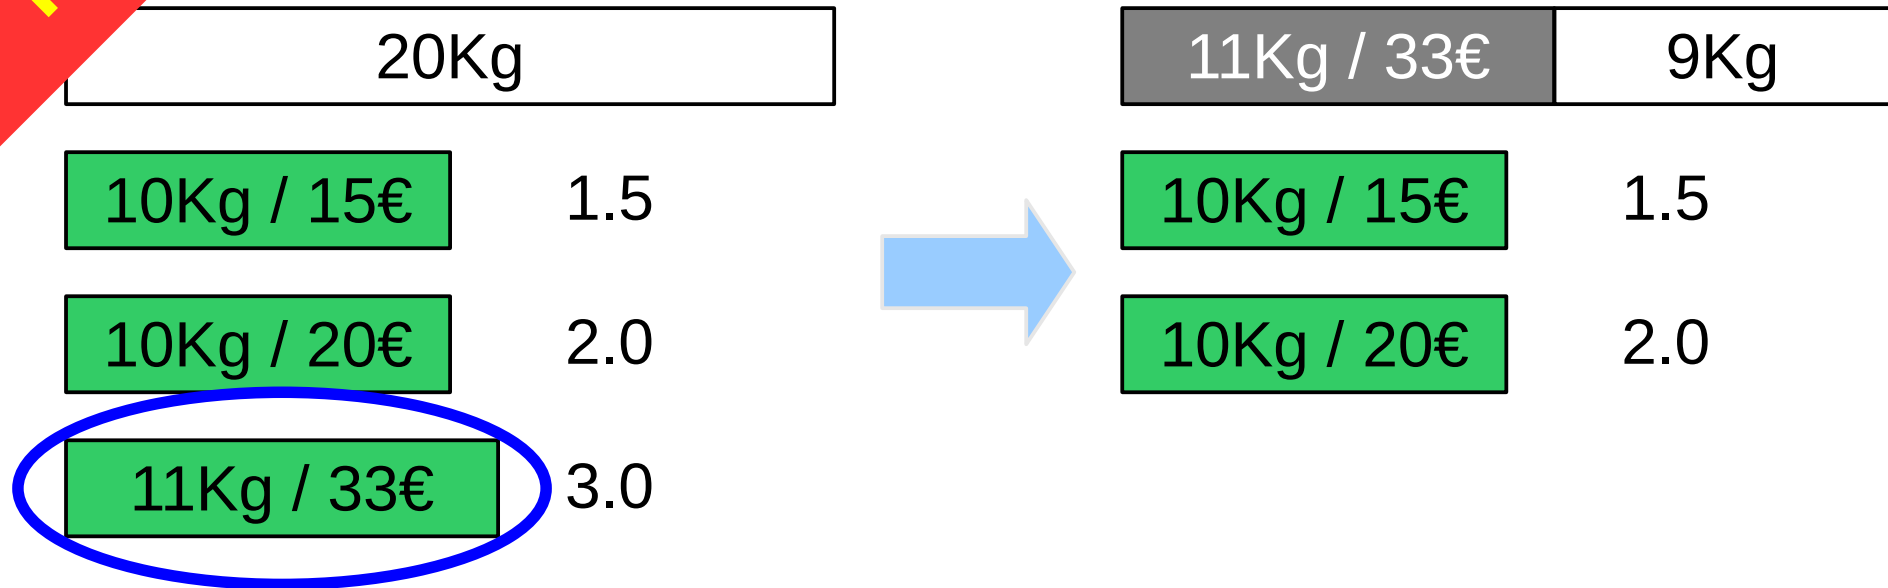 20Kg
10Kg / 15€ 1.5
10Kg / 20€ 2.0
11Kg / 33€ 3.0
11Kg / 33€ 9Kg
10Kg / 15€ 1.5
10Kg / 20€ 2.0